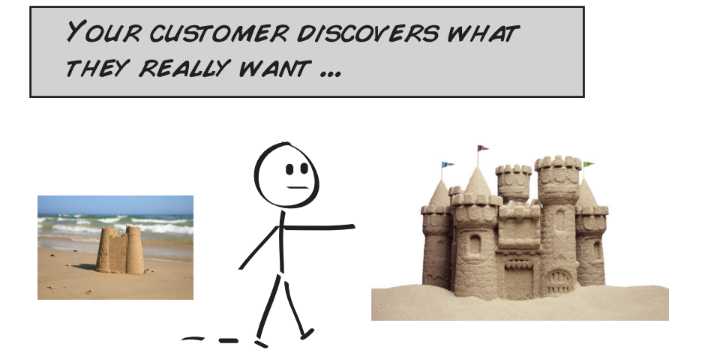 YOUR CUSTOMER DISCOVERS WHAT
THEY REALLY WANT ...